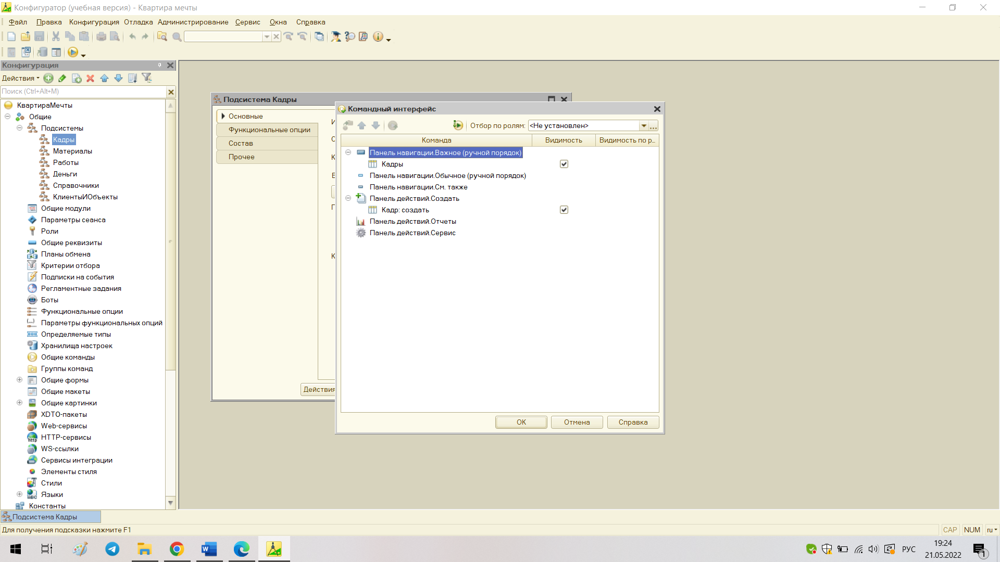 Конфигуратор (учебная версия) - Квартира мечты
Файл Правка Конфигурация Отладка Администрирование Сервис Окна Справка
Конфигурация
Действия
Поиск (Ctrl+Alt+M)
КвартираМечты
Общие
Подсистемы
Кадры
Материалы
Работы
Деньги
Справочники
КлиентыИОбъекты
Общие модули
Параметры сеанса
Роли
Общие реквизиты
Планы обмена
Критерии отбора
Подписки на события
Регламентные задания
Боты
Функциональные опции
Параметры функциональных опций
Определяемые типы
Хранилища настроек
Общие команды
Группы команд
Общие формы
Общие макеты
Общие картинки
XDTO-пакеты
Web-сервисы
HTTP-сервисы
WS-ссылки
Сервисы интеграции
Элементы стиля
Стили
Языки
Константы
Подсистема Кадры
Основные
Функциональные опции
Состав
Прочее
Действия
Командный интерфейс
Отбор по ролям: <Не установлен>
Команда Видимость Видимость по р...
Панель навигации.Важное (ручной порядок)
Кадры
Панель навигации.Обычное (ручной порядок)
Панель навигации.См. также
Панель действий.Создать
Кадр: создать
Панель действий.Отчеты
Панель действий.Сервис
ОК Отмена Справка
Подсистема Кадры
Для получения подсказки нажмите F1
CAP NUM ru
РУС
19:24
21.05.2022
1